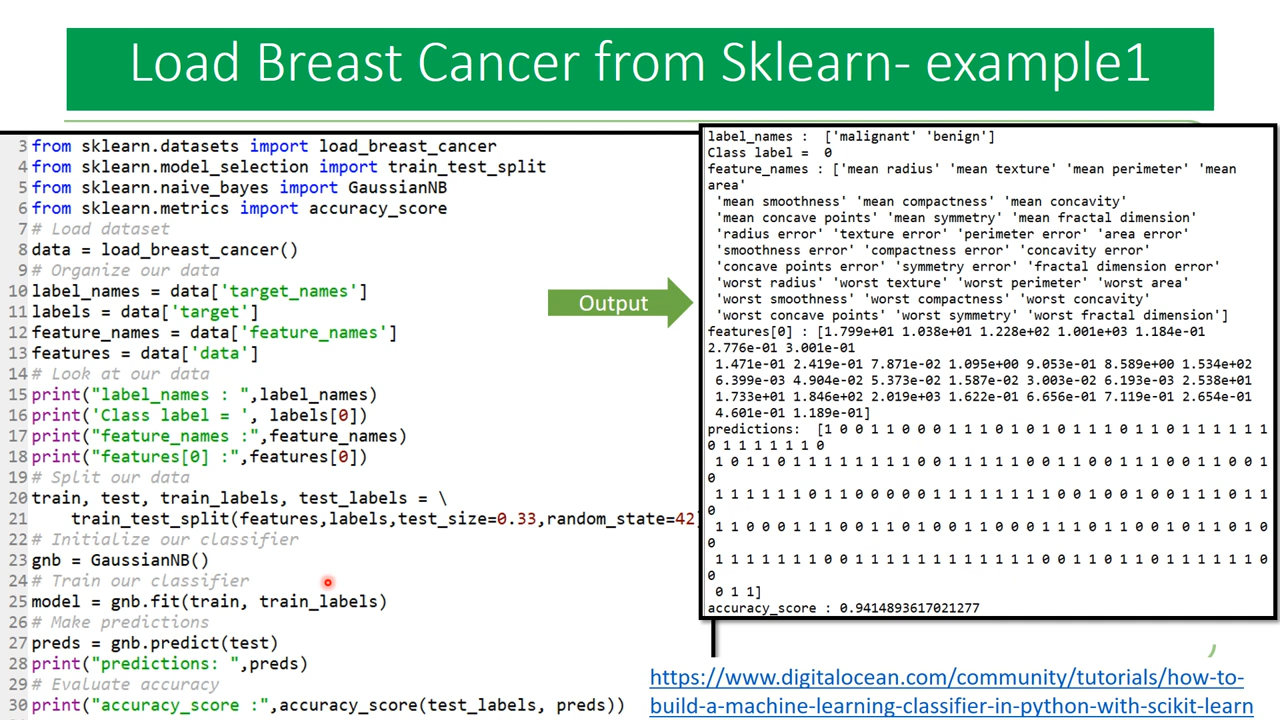 Load Breast Cancer from Sklearn- example1
3 from sklearn.datasets import load_breast_cancer
4 from sklearn.model_selection import train_test_split
5 from sklearn.naive_bayes import GaussianNB
6 from sklearn.metrics import accuracy_score
7 # Load dataset
8 data = load_breast_cancer()
9 # Organize our data
10 label_names = data['target_names']
11 labels = data['target']
12 feature_names = data['feature_names']
13 features = data['data']
14 # Look at our data
15 print("label_names : ",label_names)
16 print('Class label = ', labels[0])
17 print("feature_names :",feature_names)
18 print("features[0] :",features[0])
19 # Split our data
20 train, test, train_labels, test_labels = \
21     train_test_split(features,labels,test_size=0.33,random_state=42)
22 # Initialize our classifier
23 gnb = GaussianNB()
24 # Train our classifier
25 model = gnb.fit(train, train_labels)
26 # Make predictions
27 preds = gnb.predict(test)
28 print("predictions: ",preds)
29 # Evaluate accuracy
30 print("accuracy_score :",accuracy_score(test_labels, preds))
Output
label_names :  ['malignant' 'benign']
Class label =  0
feature_names : ['mean radius' 'mean texture' 'mean perimeter' 'mean
area'
'mean smoothness' 'mean compactness' 'mean concavity'
'mean concave points' 'mean symmetry' 'mean fractal dimension'
'radius error' 'texture error' 'perimeter error' 'area error'
'smoothness error' 'compactness error' 'concavity error'
'concave points error' 'symmetry error' 'fractal dimension error'
'worst radius' 'worst texture' 'worst perimeter' 'worst area'
'worst smoothness' 'worst compactness' 'worst concavity'
'worst concave points' 'worst symmetry' 'worst fractal dimension']
features[0] : [1.799e+01 1.038e+01 1.228e+02 1.001e+03 1.184e-01
2.776e-01 3.001e-01
1.471e-01 2.419e-01 7.871e-02 1.095e+00 9.053e-01 8.589e+00 1.534e+02
6.399e-03 4.904e-02 5.373e-02 1.587e-02 3.003e-02 6.193e-03 2.538e+01
1.733e+01 1.846e+02 2.019e+03 1.622e-01 6.656e-01 7.119e-01 2.654e-01
4.601e-01 1.189e-01]
predictions:  [1 0 0 1 1 0 0 0 1 1 1 0 1 0 1 0 1 1 1 0 1 1 0 1 1 1 1 1 1
0 1 1 1 1 1 1 0
1 0 1 1 0 1 1 1 1 1 1 1 1 0 0 1 1 1 1 1 0 0 1 1 0 0 1 1 1 0 0 1 1 0 0 1
0
1 1 1 1 1 1 0 1 1 0 0 0 0 0 1 1 1 1 1 1 1 1 0 0 1 0 0 1 0 0 1 1 1 0 1 1
0
1 1 0 0 0 1 1 1 0 0 1 1 0 1 0 0 1 1 0 0 0 1 1 1 0 1 1 0 0 1 0 1 1 0 1 0
0
1 1 1 1 1 1 1 0 0 1 1 1 1 1 1 1 1 1 1 1 1 0 0 1 1 0 1 1 0 1 1 1 1 1 0
0
0 1 1]
accuracy_score : 0.9414893617021277
https://www.digitalocean.com/community/tutorials/how-to-
build-a-machine-learning-classifier-in-python-with-scikit-learn